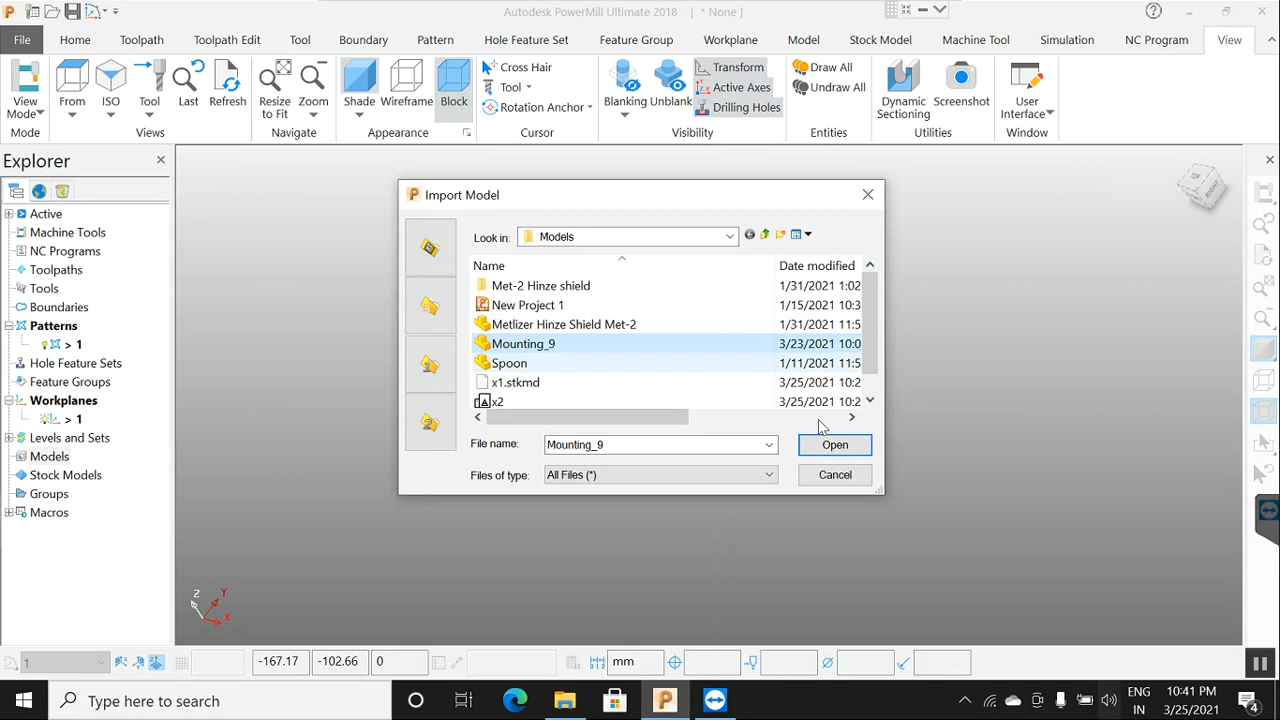 Autodesk PowerMill Ultimate 2018 [ * None ]
File Home Toolpath Toolpath Edit Tool Boundary Pattern Hole Feature Set Feature Group Workplane Model Stock Model Machine Tool Simulation NC Program View
View Mode From ISO Tool Last Refresh
Resize to Fit Zoom
Shade Wireframe Block
Cross Hair
Tool
Rotation Anchor
Blanking Unblank
Transform
Active Axes
Drilling Holes
Draw All
Undraw All
Dynamic Sectioning Screenshot
User Interface
Mode Views Navigate Appearance Cursor Visibility Entities Utilities Window
Explorer
Active
Machine Tools
NC Programs
Toolpaths
Tools
Boundaries
Patterns
> 1
Hole Feature Sets
Feature Groups
Workplanes
> 1
Levels and Sets
Models
Stock Models
Groups
Macros
RIGHT
Import Model
Look in: Models
Name Date modified
Met-2 Hinze shield 1/31/2021 1:02
New Project 1 1/15/2021 10:3
Metlizer Hinze Shield Met-2 1/31/2021 11:5
Mounting_9 3/23/2021 10:0
Spoon 1/11/2021 11:5
x1.stkmd 3/25/2021 10:2
x2 3/25/2021 10:2
File name: Mounting_9 Open
Files of type: All Files (*) Cancel
Z Y X
1 -167.17 -102.66 0 mm
Type here to search
ENG
IN
10:41 PM
3/25/2021
4